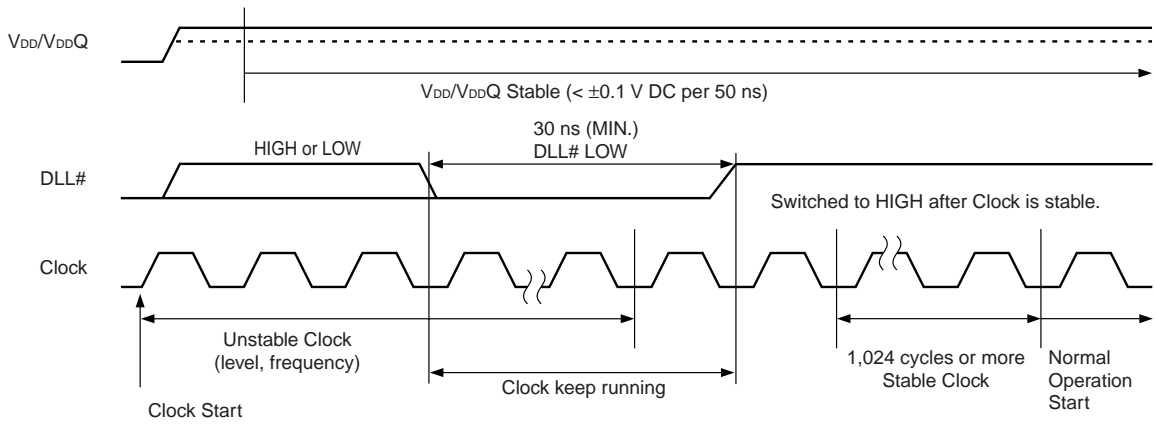 VDD/VDDQ
VDD/VDDQ Stable (< ±0.1 V DC per 50 ns)
30 ns (MIN.)
DLL# LOW
HIGH or LOW
DLL#
Switched to HIGH after Clock is stable.
Clock
Unstable Clock
(level, frequency)
Clock keep running
1,024 cycles or more
Stable Clock
Normal
Operation
Start
Clock Start